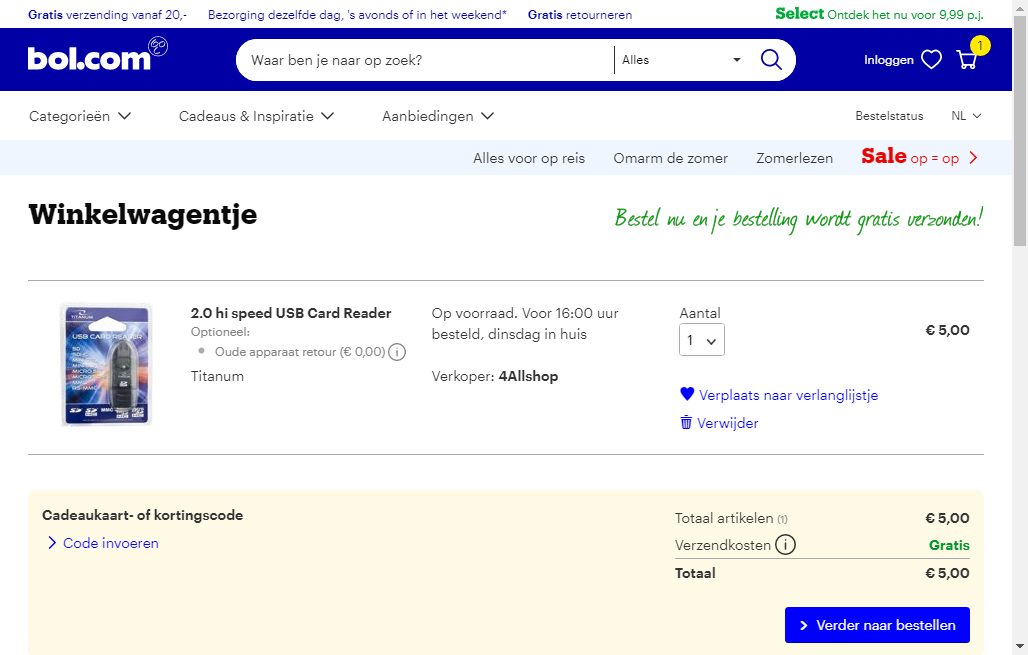 Gratis verzending vanaf 20,- Bezorging dezelfde dag, 's avonds of in het weekend* Gratis retourneren Select Ontdek het nu voor 9,99 p.j.
bol.com Waar ben je naar op zoek? Alles Inloggen 1
Categorieën Cadeaus & Inspiratie Aanbiedingen Bestelstatus NL
Alles voor op reis Omarm de zomer Zomerlezen Sale op = op
Winkelwagentje
Bestel nu en je bestelling wordt gratis verzonden!
TITANUM
USB CARD READER
2.0 hi speed USB Card Reader
Optioneel:
Oude apparaat retour (€ 0,00)
Titanum
Op voorraad. Voor 16:00 uur
besteld, dinsdag in huis
Verkoper: 4Allshop
Aantal
1
€ 5,00
Verplaats naar verlanglijstje
Verwijder
Cadeaukaart- of kortingscode
Code invoeren
Totaal artikelen (1) € 5,00
Verzendkosten Gratis
Totaal € 5,00
Verder naar bestellen